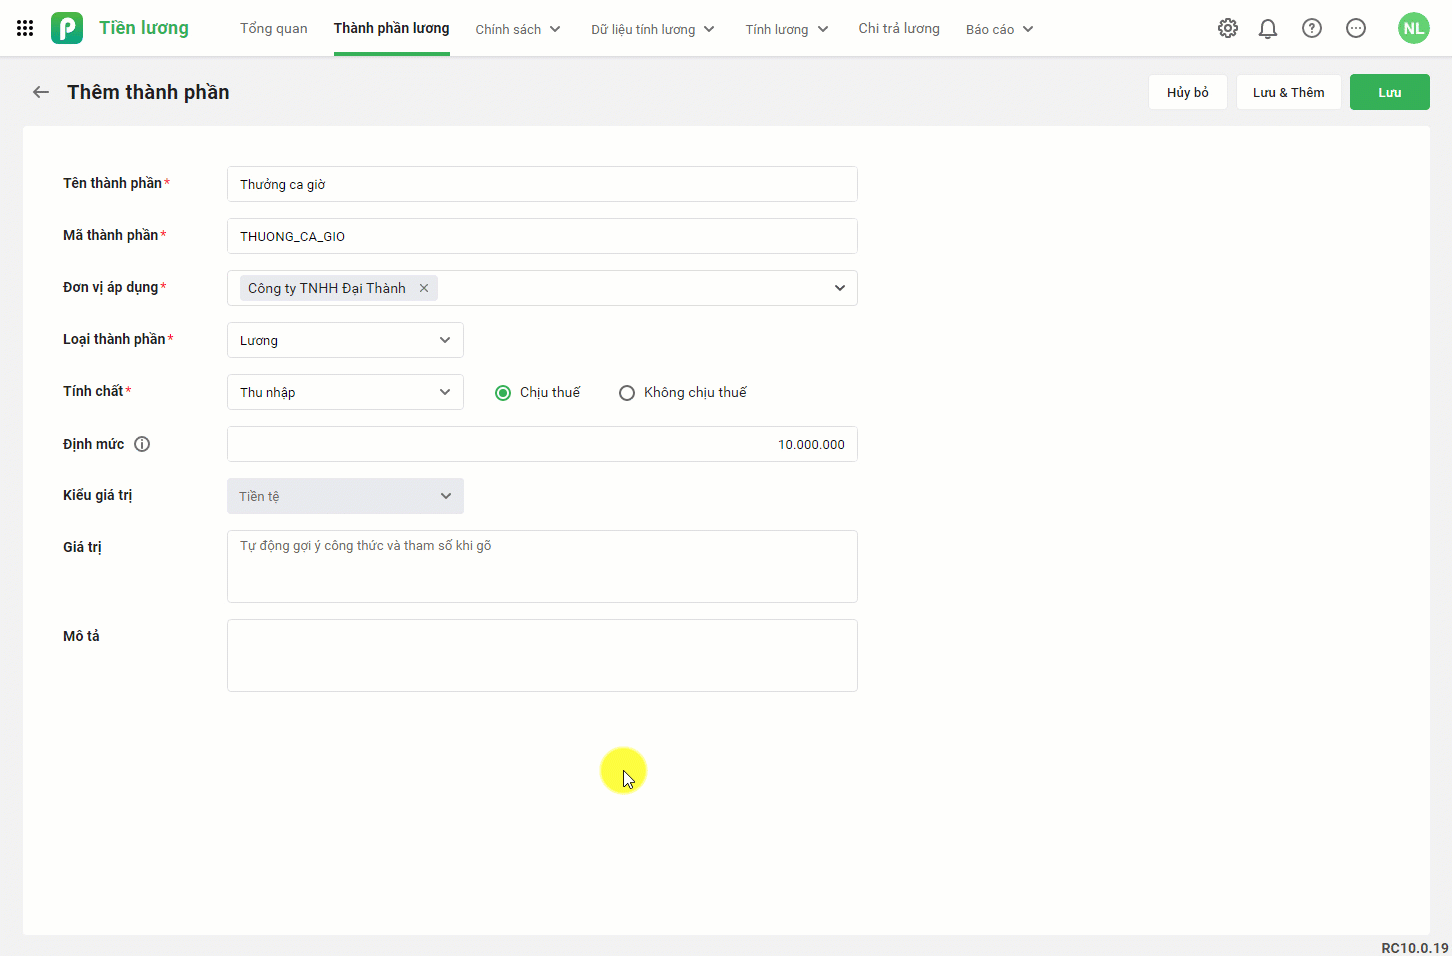 Tiền lương
Tổng quan
Thành phần lương
Chính sách
Dữ liệu tính lương
Tính lương
Chi trả lương
Báo cáo
NL
Thêm thành phần
Hủy bỏ
Lưu & Thêm
Lưu
Tên thành phần*
Thưởng ca giờ
Mã thành phần*
THUONG_CA_GIO
Đơn vị áp dụng*
Công ty TNHH Đại Thành
Loại thành phần*
Lương
Tính chất*
Thu nhập
Chịu thuế
Không chịu thuế
Định mức
10.000.000
Kiểu giá trị
Tiền tệ
Giá trị
Tự động gợi ý công thức và tham số khi gõ
Mô tả
RC10.0.19